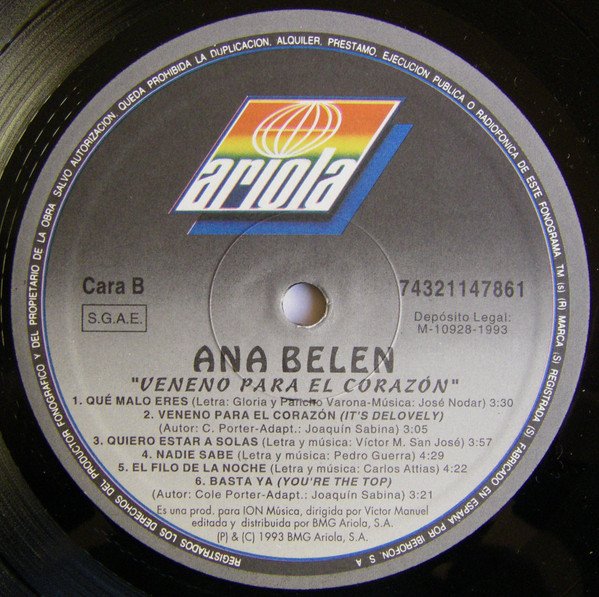 REGISTRADOS LOS DERECHOS DEL PRODUCTOR FONOGRAFICO Y DEL PROPIETARIO DE LA OBRA. SALVO AUTORIZACION, QUEDA PROHIBIDA LA DUPLICACION, ALQUILER, PRESTAMO, EJECUCION PUBLICA O RADIOFONICA DE ESTE FONOGRAMA. TM (S) (R) MARCA (S) REGISTRADA (S) FABRICADO EN ESPAÑA POR IBEROFON, S. A
ariola
Cara B
74321147861
S.G.A.E.
Depósito Legal:
M-10928-1993
ANA BELEN
"VENENO PARA EL CORAZÓN"
1. QUÉ MALO ERES (Letra: Gloria y Pancho Varona-Música: José Nodar) 3:30
2. VENENO PARA EL CORAZÓN (IT'S DELOVELY)
(Autor: C. Porter-Adapt.: Joaquín Sabina) 3:05
3. QUIERO ESTAR A SOLAS (Letra y música: Víctor M. San José) 3:57
4. NADIE SABE (Letra y música: Pedro Guerra) 4:29
5. EL FILO DE LA NOCHE (Letra y música: Carlos Attias) 4:22
6. BASTA YA (YOU'RE THE TOP)
(Autor: Cole Porter-Adapt.: Joaquín Sabina) 3:21
Es una prod. para ION Música, dirigida por Víctor Manuel
editada y distribuida por BMG Ariola, S.A.
(P) & (C) 1993 BMG Ariola, S.A.